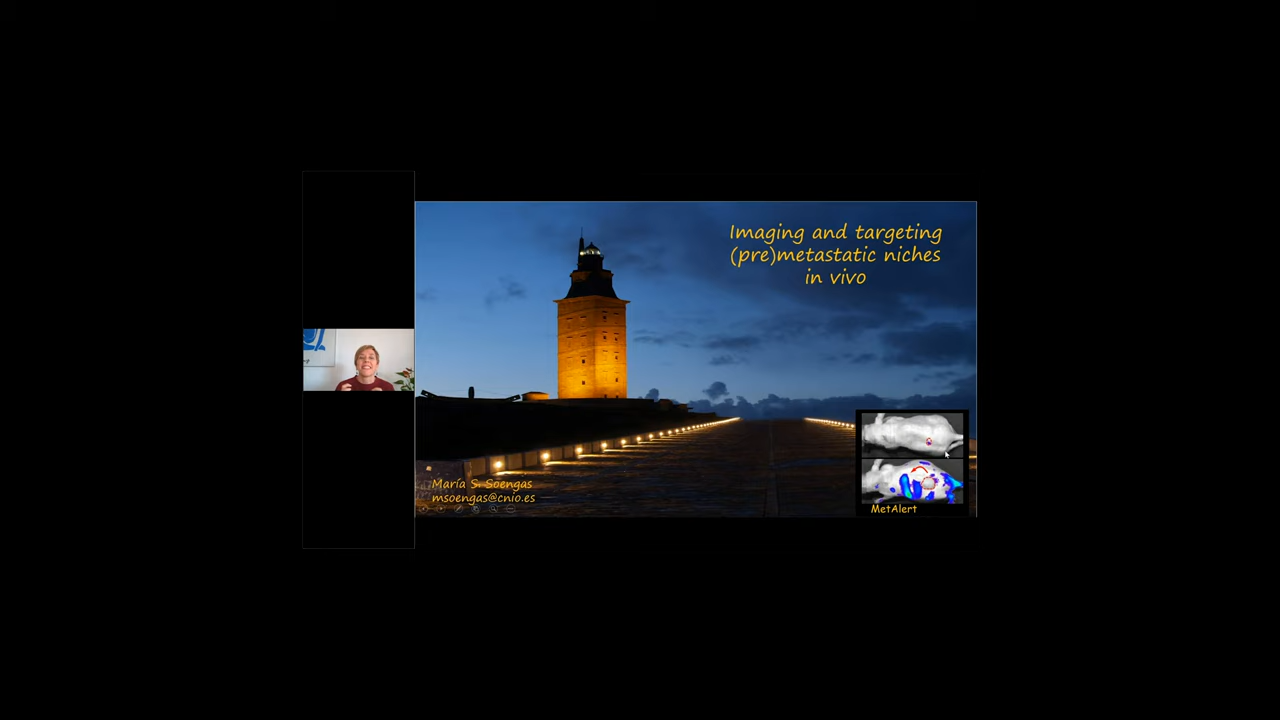 Imaging and targeting
(pre)metastatic niches
in vivo
María S. Soengas
msoengas@cnio.es
MetAlert